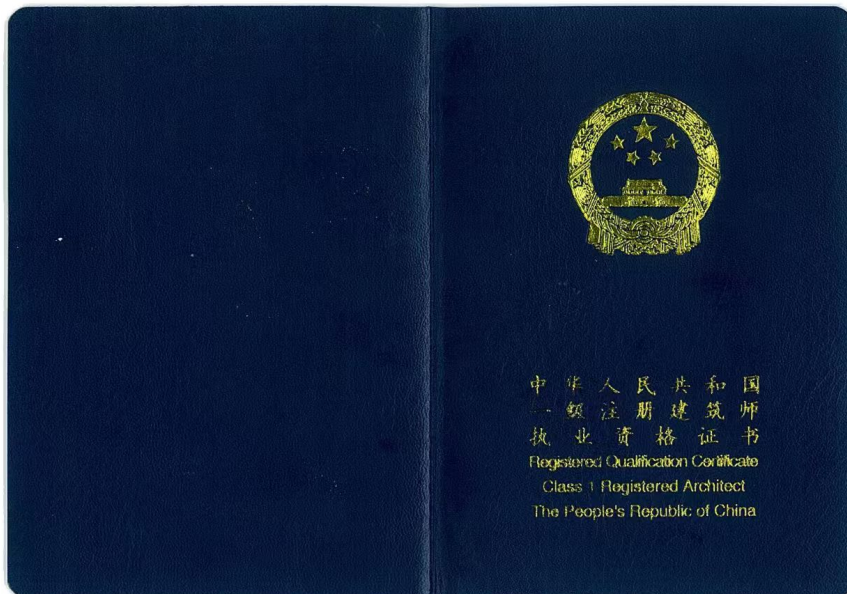 中华人民共和国
一级注册建筑师
执业资格证书
Registered Qualification Certificate
Class 1 Registered Architect
The People's Republic of China